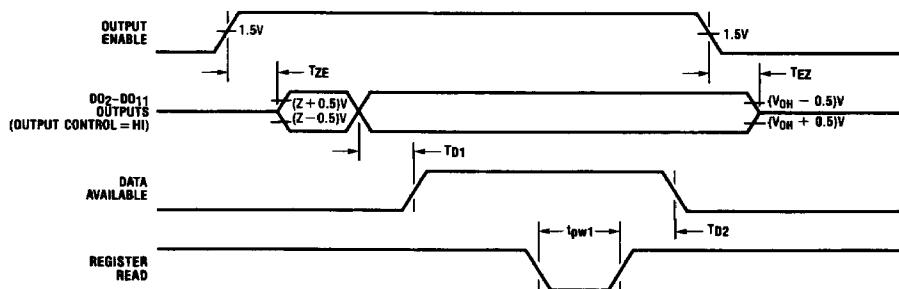 OUTPUT
ENABLE
1.5V
1.5V
TZE
TEZ
DO2–DO11
OUTPUTS
(OUTPUT CONTROL = HI)
(Z + 0.5)V
(Z – 0.5)V
(VOH – 0.5)V
(VOH + 0.5)V
TD1
DATA
AVAILABLE
TD2
tpw1
REGISTER
READ